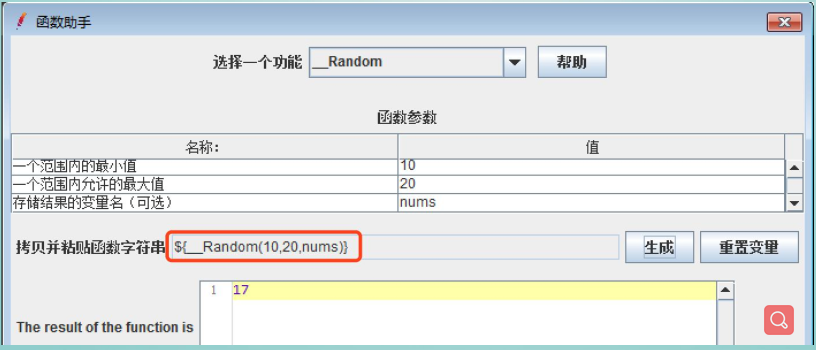 函数助手
选择一个功能 __Random 帮助
函数参数
名称: 值
一个范围内的最小值 10
一个范围内允许的最大值 20
存储结果的变量名（可选） nums
拷贝并粘贴函数字符串 ${__Random(10,20,nums)} 生成 重置变量
1 17
The result of the function is